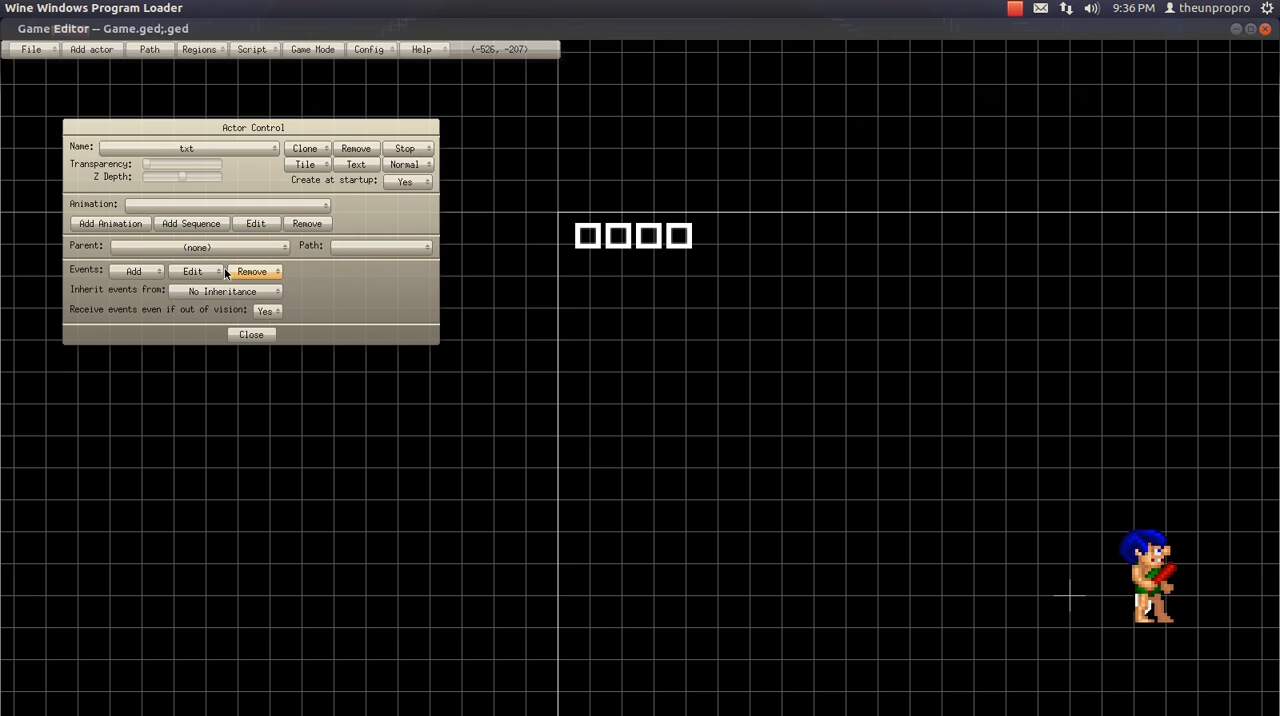 Wine Windows Program Loader
9:36 PM theunpropro
Game Editor -- Game.ged;.ged
File Add actor Path Regions Script Game Mode Config Help (-526, -207)
Actor Control
Name: txt Clone Remove Stop
Transparency: Tile Text Normal
Z Depth: Create at startup: Yes
Animation:
Add Animation Add Sequence Edit Remove
Parent: (none) Path:
Events: Add Edit Remove
Inherit events from: No Inheritance
Receive events even if out of vision: Yes
Close